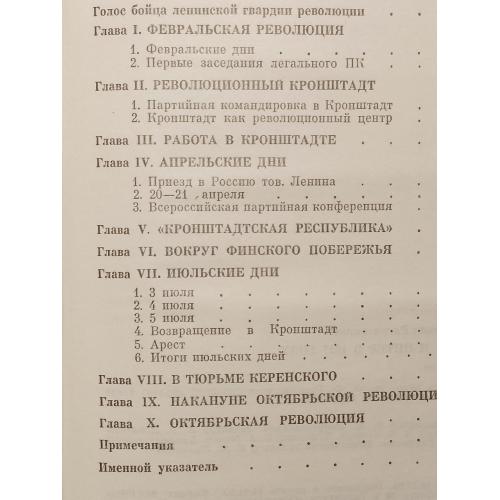 Голос бойца ленинской гвардии революции
Глава I. ФЕВРАЛЬСКАЯ РЕВОЛЮЦИЯ
1. Февральские дни
2. Первые заседания легального ПК
Глава II. РЕВОЛЮЦИОННЫЙ КРОНШТАДТ
1. Партийная командировка в Кронштадт
2. Кронштадт как революционный центр
Глава III. РАБОТА В КРОНШТАДТЕ
Глава IV. АПРЕЛЬСКИЕ ДНИ
1. Приезд в Россию тов. Ленина
2. 20—21 апреля
3. Всероссийская партийная конференция
Глава V. «КРОНШТАДТСКАЯ РЕСПУБЛИКА»
Глава VI. ВОКРУГ ФИНСКОГО ПОБЕРЕЖЬЯ
Глава VII. ИЮЛЬСКИЕ ДНИ
1. 3 июля
2. 4 июля
3. 5 июля
4. Возвращение в Кронштадт
5. Арест
6. Итоги июльских дней
Глава VIII. В ТЮРЬМЕ КЕРЕНСКОГО
Глава IX. НАКАНУНЕ ОКТЯБРЬСКОЙ РЕВОЛЮЦИ
Глава X. ОКТЯБРЬСКАЯ РЕВОЛЮЦИЯ
Примечания
Именной указатель